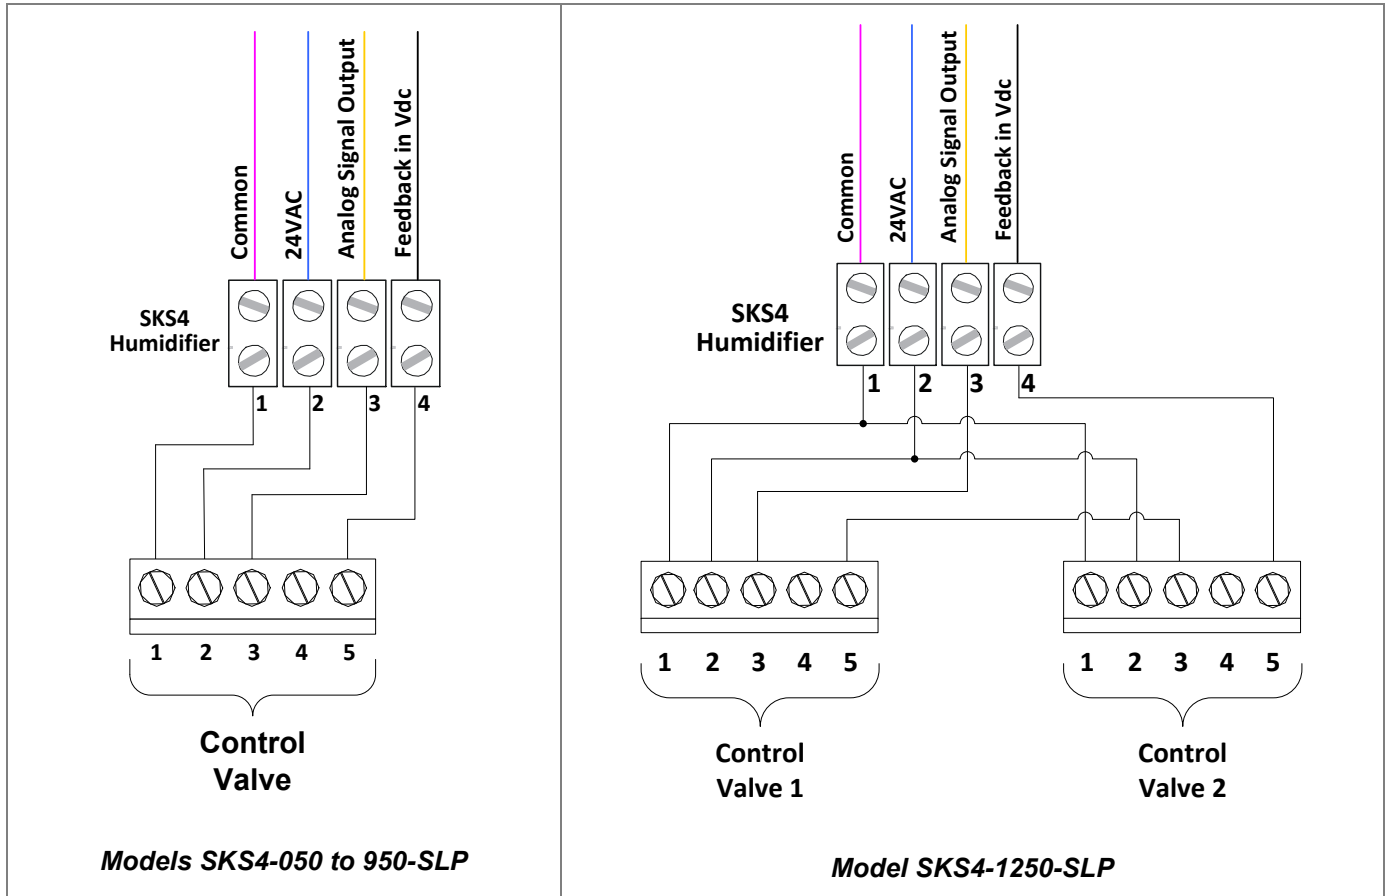 Common
24VAC
Analog Signal Output
Feedback in Vdc
SKS4
Humidifier
1 2 3 4
1 2 3 4 5
Control
Valve
Models SKS4-050 to 950-SLP
Common
24VAC
Analog Signal Output
Feedback in Vdc
SKS4
Humidifier
1 2 3 4
1 2 3 4 5
1 2 3 4 5
Control
Valve 1
Control
Valve 2
Model SKS4-1250-SLP